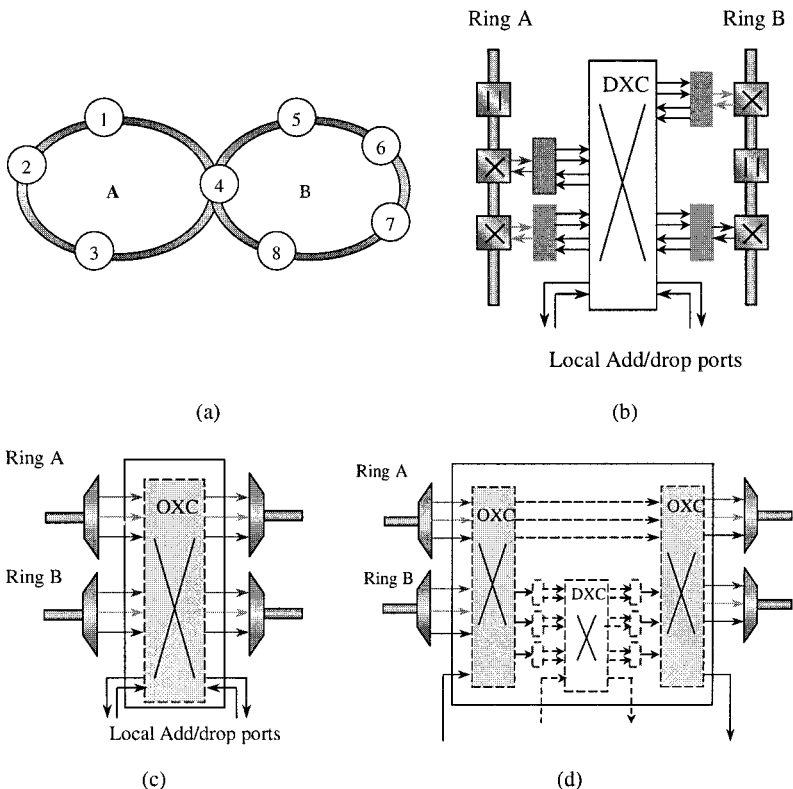 Ring A
Ring B
DXC
Local Add/drop ports
1
2
3
4
5
6
7
8
A
B
(a)
(b)
Ring A
Ring B
OXC
Local Add/drop ports
(c)
Ring A
Ring B
OXC
OXC
DXC
(d)